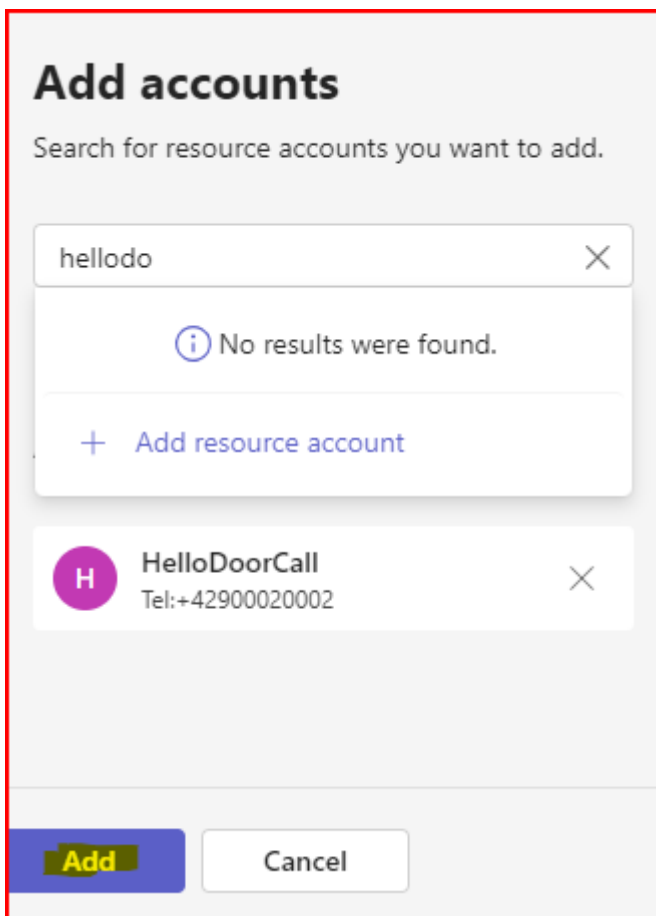 Add accounts
Search for resource accounts you want to add.
hellodo
No results were found.
Add resource account
H
HelloDoorCall
Tel:+42900020002
Add
Cancel